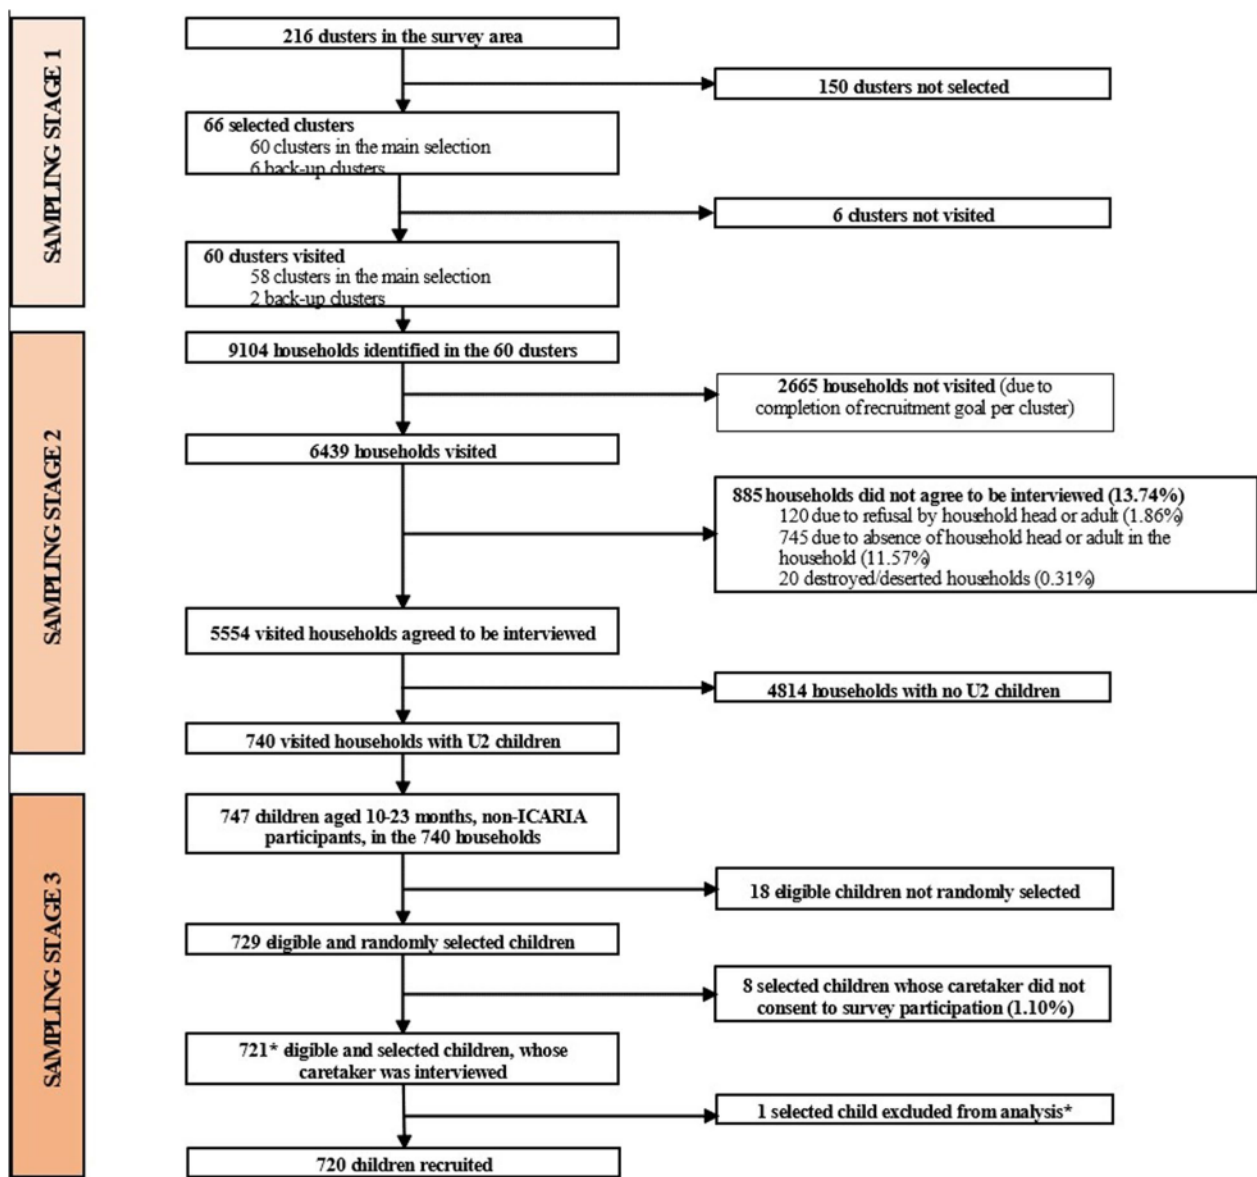 SAMPLING STAGE 1
216 clusters in the survey area
150 clusters not selected
66 selected clusters
60 clusters in the main selection
6 back-up clusters
6 clusters not visited
60 clusters visited
58 clusters in the main selection
2 back-up clusters
SAMPLING STAGE 2
9104 households identified in the 60 clusters
2665 households not visited (due to
completion of recruitment goal per cluster)
6439 households visited
885 households did not agree to be interviewed (13.74%)
120 due to refusal by household head or adult (1.86%)
745 due to absence of household head or adult in the
household (11.57%)
20 destroyed/deserted households (0.31%)
5554 visited households agreed to be interviewed
4814 households with no U2 children
740 visited households with U2 children
SAMPLING STAGE 3
747 children aged 10-23 months, non-ICARIA
participants, in the 740 households
18 eligible children not randomly selected
729 eligible and randomly selected children
8 selected children whose caretaker did not
consent to survey participation (1.10%)
721* eligible and selected children, whose
caretaker was interviewed
1 selected child excluded from analysis*
720 children recruited